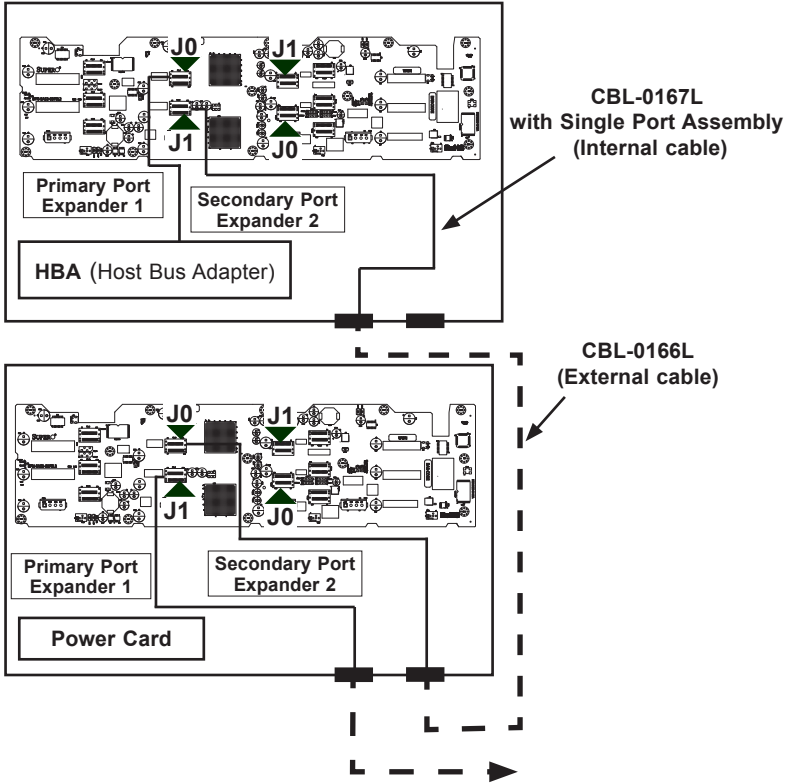 J0
J1
SUPER
J1
J0
CBL-0167L
with Single Port Assembly
(Internal cable)
Primary Port
Expander 1
Secondary Port
Expander 2
HBA (Host Bus Adapter)
CBL-0166L
(External cable)
J0
J1
SUPER
J1
J0
Primary Port
Expander 1
Secondary Port
Expander 2
Power Card